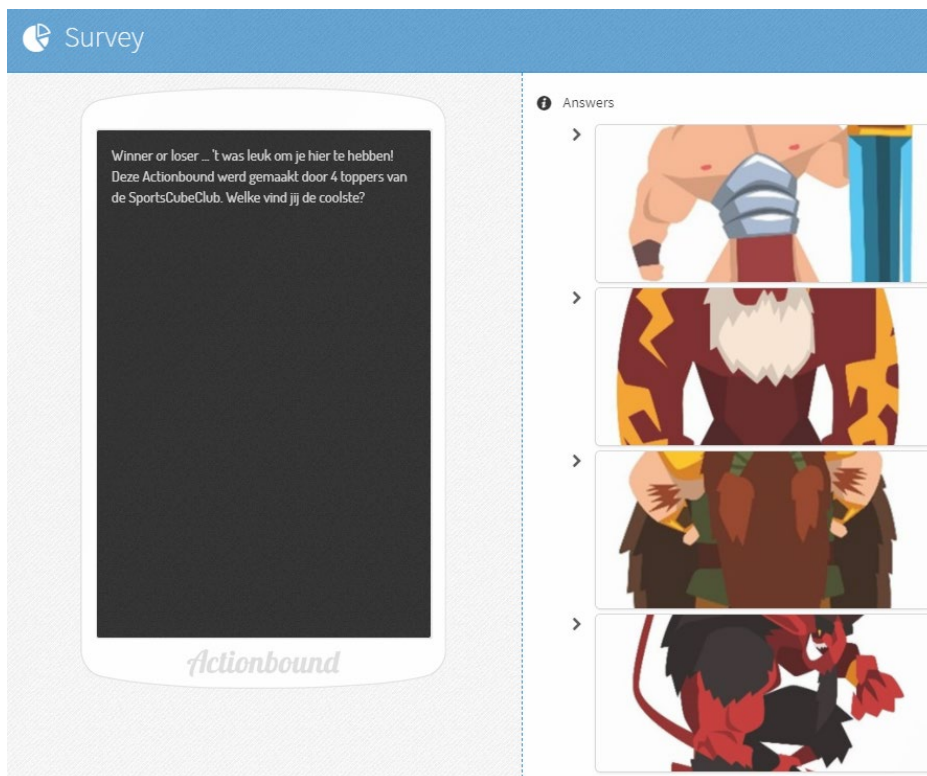 Survey
Winner or loser ... 't was leuk om je hier te hebben!
Deze Actionbound werd gemaakt door 4 toppers van
de SportsCubeClub. Welke vind jij de coolste?
Actionbound
Answers